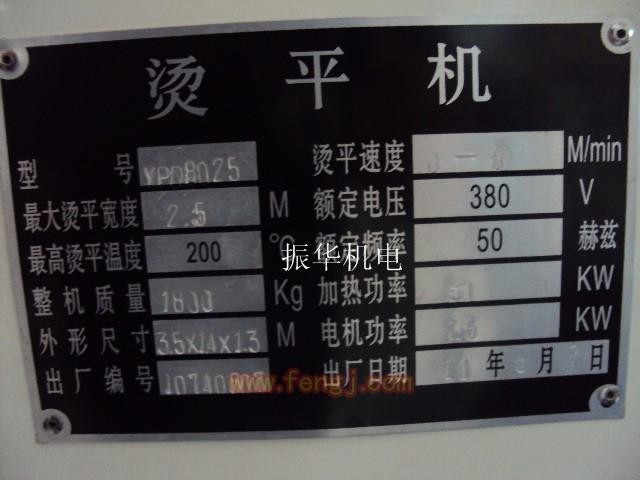 烫平机
型号 YPD8025
最大烫平宽度 2.5 M
最高烫平温度 200 °C
整机质量 1800 Kg
外形尺寸 3.5X1.4X1.3 M
出厂编号
烫平速度 M/min
额定电压 380 V
额定频率 50 赫兹
加热功率 KW
电机功率 KW
出厂日期 年 月 日
振华机电
www.fengj.com